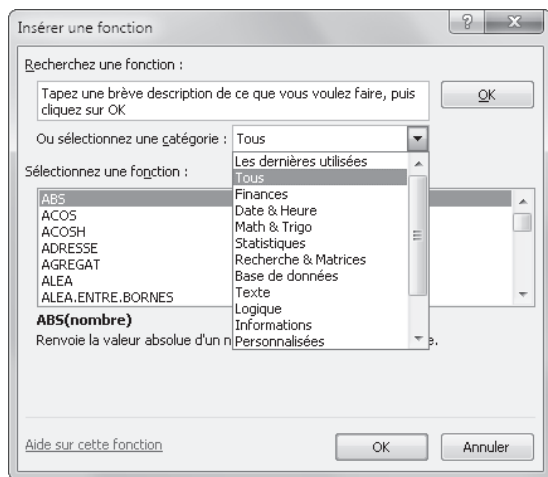 Insérer une fonction
Recherchez une fonction :
Tapez une brève description de ce que vous voulez faire, puis
cliquez sur OK
OK
Ou sélectionnez une catégorie : Tous
Sélectionnez une fonction :
Les dernières utilisées
Tous
Finances
Date & Heure
Math & Trigo
Statistiques
Recherche & Matrices
Base de données
Texte
Logique
Informations
Personnalisées
ABS
ACOS
ACOSH
ADRESSE
AGREGAT
ALEA
ALEA.ENTRE.BORNES
ABS(nombre)
Renvoie la valeur absolue d'un n
e.
Aide sur cette fonction
OK
Annuler